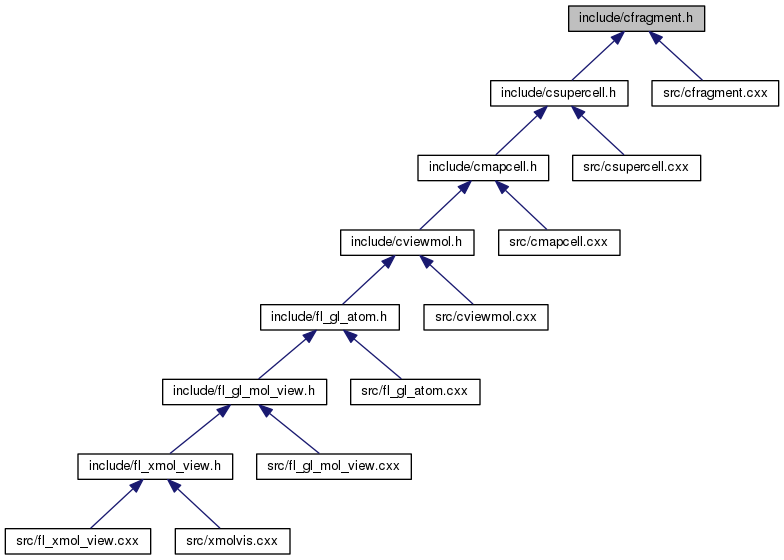 include/cfragment.h
include/csupercell.h
src/cfragment.cxx
include/cmapcell.h
src/csupercell.cxx
include/cviewmol.h
src/cmapcell.cxx
include/fl_gl_atom.h
src/cviewmol.cxx
include/fl_gl_mol_view.h
src/fl_gl_atom.cxx
include/fl_xmol_view.h
src/fl_gl_mol_view.cxx
src/fl_xmol_view.cxx
src/xmolvis.cxx